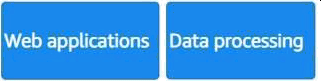 Web applications
Data processing